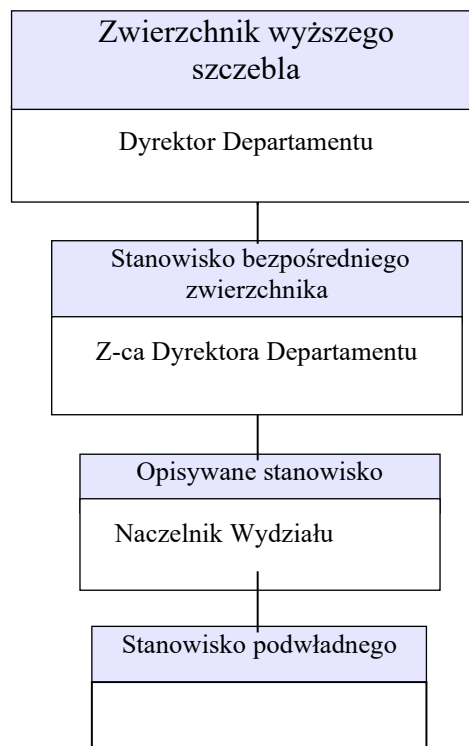 Zwierzchnik wyższego
szczebla
Dyrektor Departamentu
Stanowisko bezpośredniego
zwierzchnika
Z-ca Dyrektora Departamentu
Opisywane stanowisko
Naczelnik Wydziału
Stanowisko podwładnego